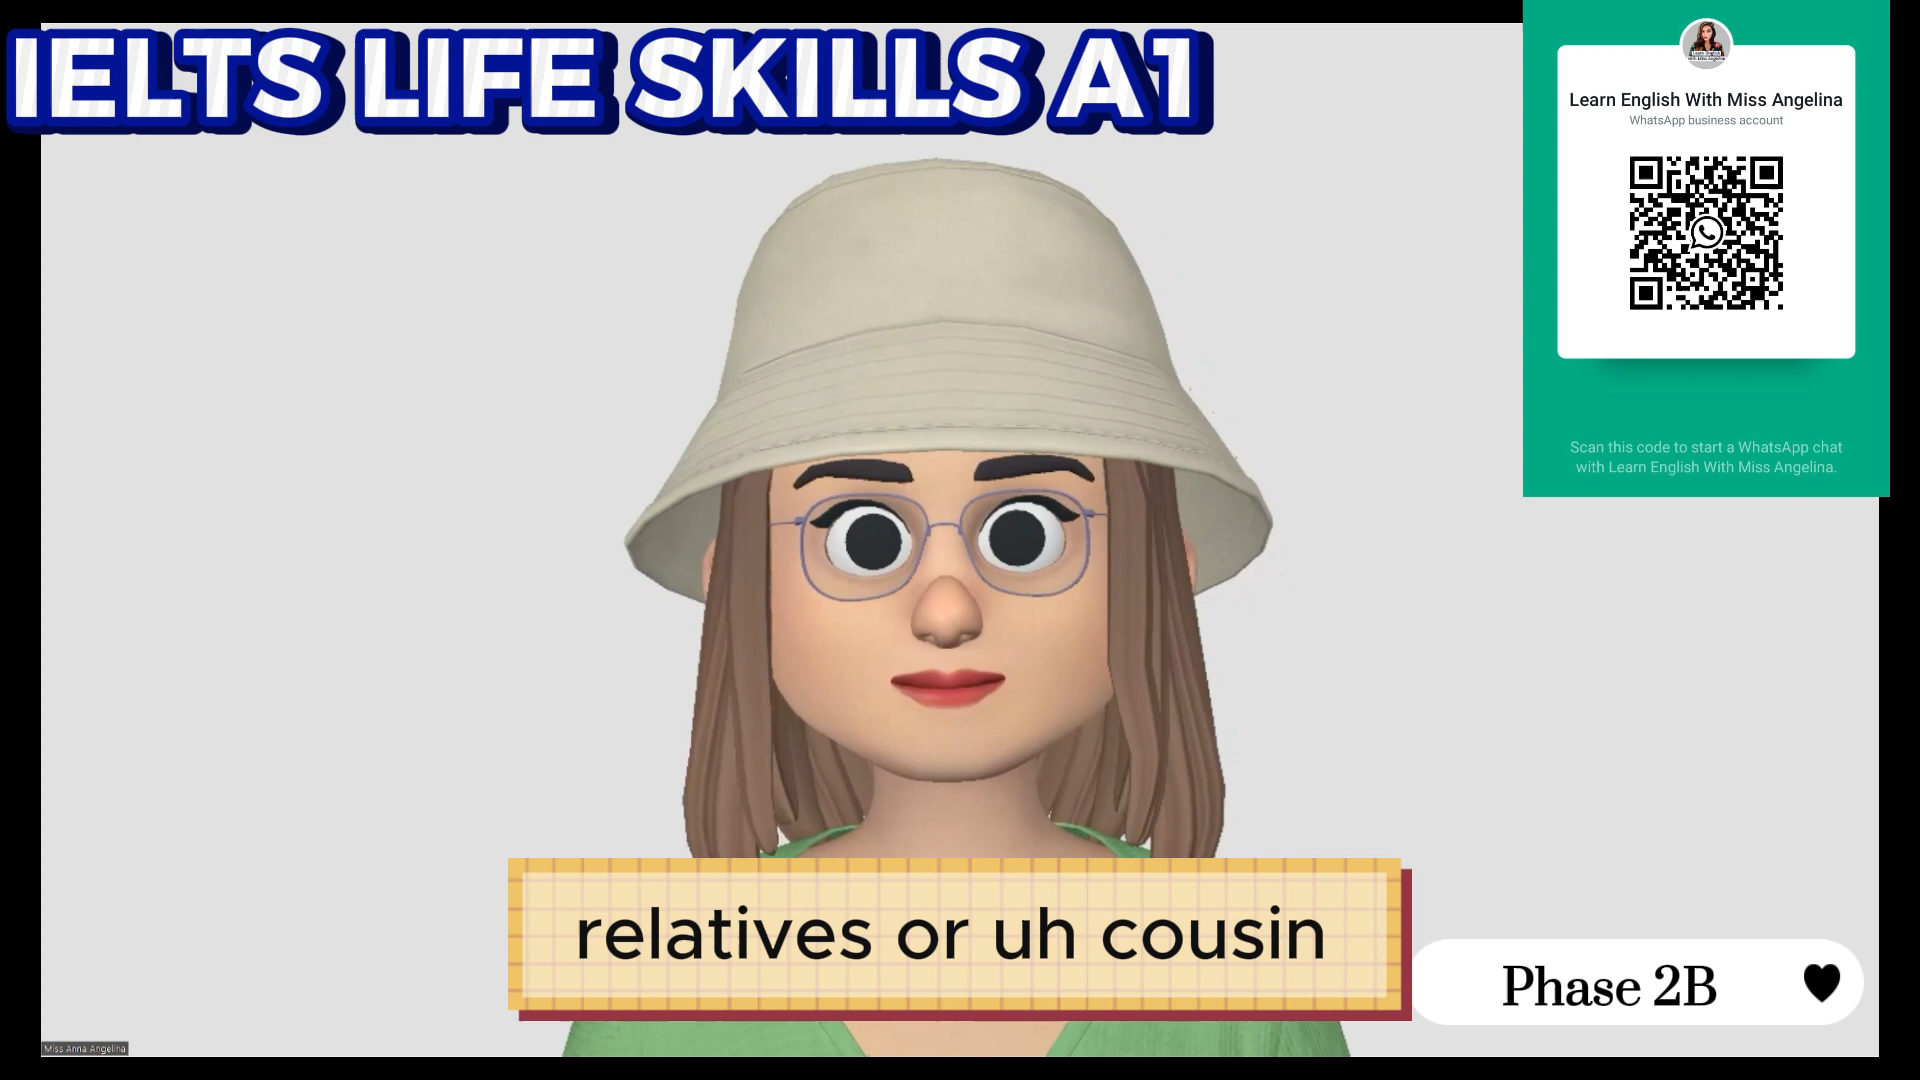 IELTS LIFE SKILLS A1
Learn English With Miss Angelina
WhatsApp business account
Scan this code to start a WhatsApp chat
with Learn English With Miss Angelina.
relatives or uh cousin
Phase 2B
Miss Anna Angelina